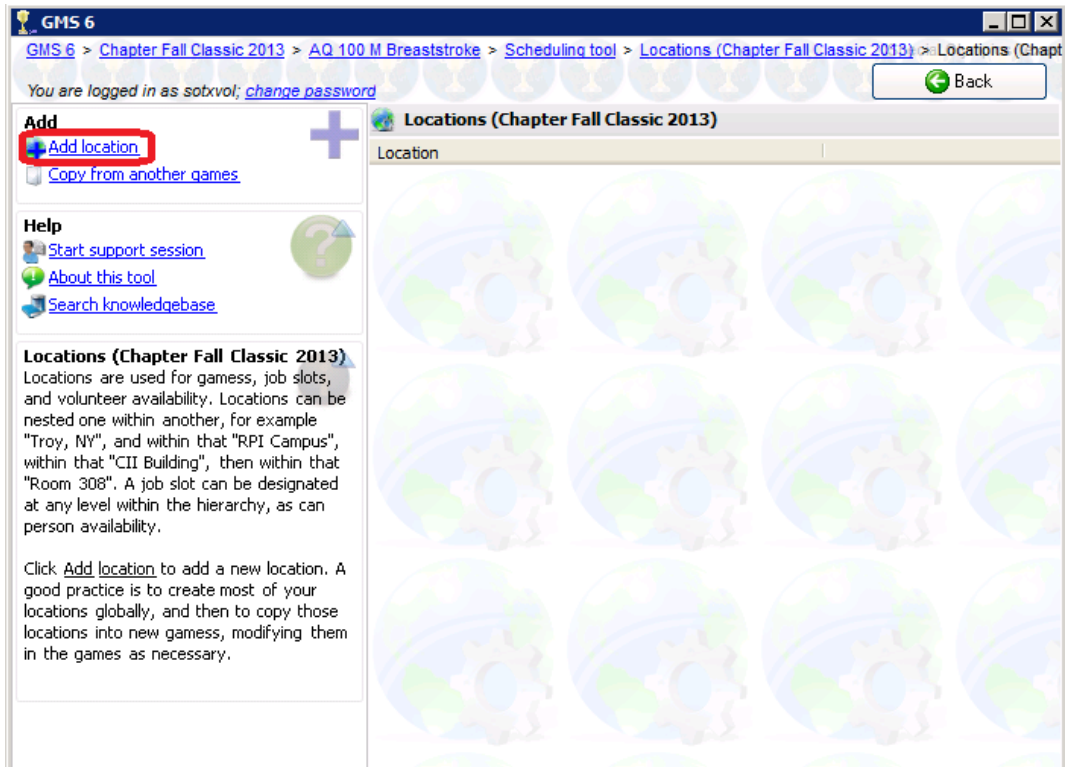 GMS 6
GMS 6 > Chapter Fall Classic 2013 > AQ 100 M Breaststroke > Scheduling tool > Locations (Chapter Fall Classic 2013) > Locations (Chapt
Back
You are logged in as sotxvol; change password
Add
Add location
Copy from another games
Help
Start support session
About this tool
Search knowledgebase
Locations (Chapter Fall Classic 2013)
Locations are used for gamess, job slots,
and volunteer availability. Locations can be
nested one within another, for example
"Troy, NY", and within that "RPI Campus",
within that "CII Building", then within that
"Room 308". A job slot can be designated
at any level within the hierarchy, as can
person availability.
Click Add location to add a new location. A
good practice is to create most of your
locations globally, and then to copy those
locations into new gamess, modifying them
in the games as necessary.
Locations (Chapter Fall Classic 2013)
Location